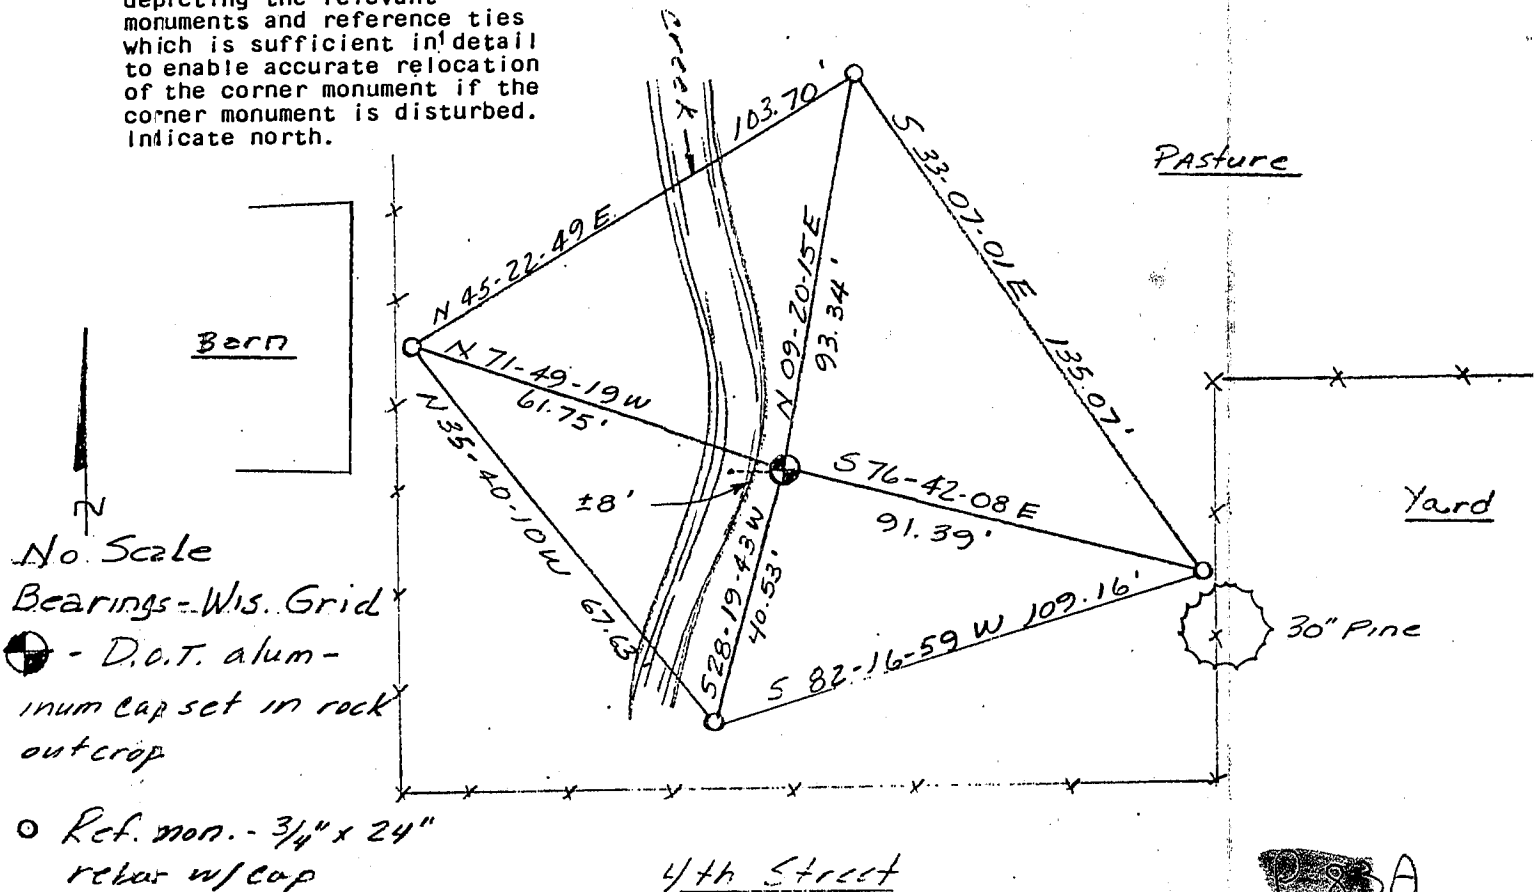 depicting the relevant
monuments and reference ties
which is sufficient in detail
to enable accurate relocation
of the corner monument if the
corner monument is disturbed.
Indicate north.
Creek
103.70'
N 45-22-49 E
S 33-07-01 E
135.07'
Pasture
Barn
N 71-49-19 W
61.75'
N 09-20-15 E
93.34'
N 35-40-10 W
67.63'
±8'
S 76-42-08 E
91.39'
Yard
S28-19-43 W
40.53'
S 82-16-59 W 109.16'
30" Pine
N
No Scale
Bearings-Wis. Grid
- D.O.T. alum-
inum cap set in rock
outcrop
Ref. mon. - 3/4" x 24"
rebar w/ cap
4th Street
A